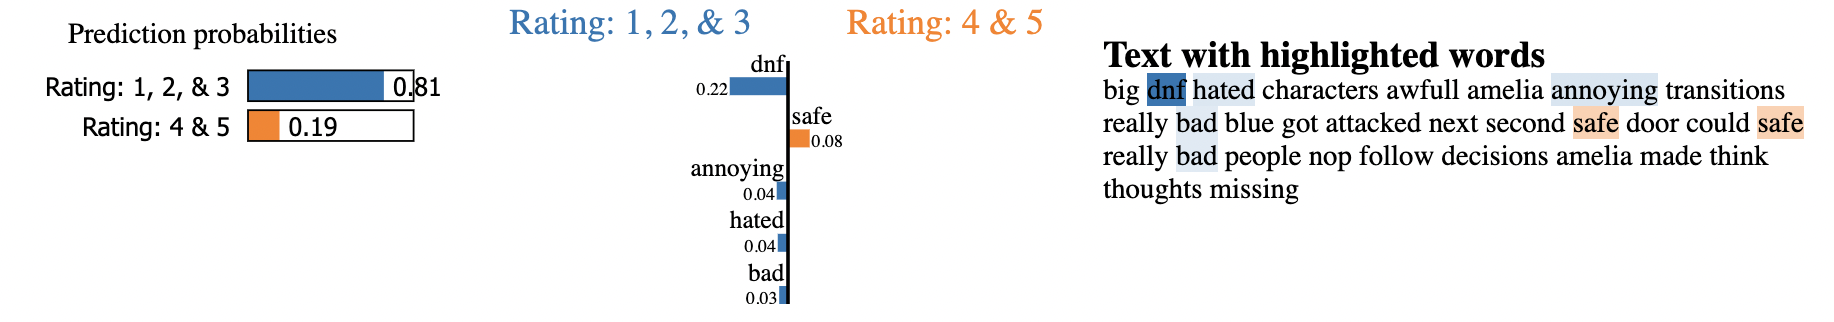 Prediction probabilities
Rating: 1, 2, & 3 0.81
Rating: 4 & 5 0.19
Rating: 1, 2, & 3 Rating: 4 & 5
dnf
0.22
safe
0.08
annoying
0.04
hated
0.04
bad
0.03
Text with highlighted words
big dnf hated characters awfull amelia annoying transitions
really bad blue got attacked next second safe door could safe
really bad people nop follow decisions amelia made think
thoughts missing